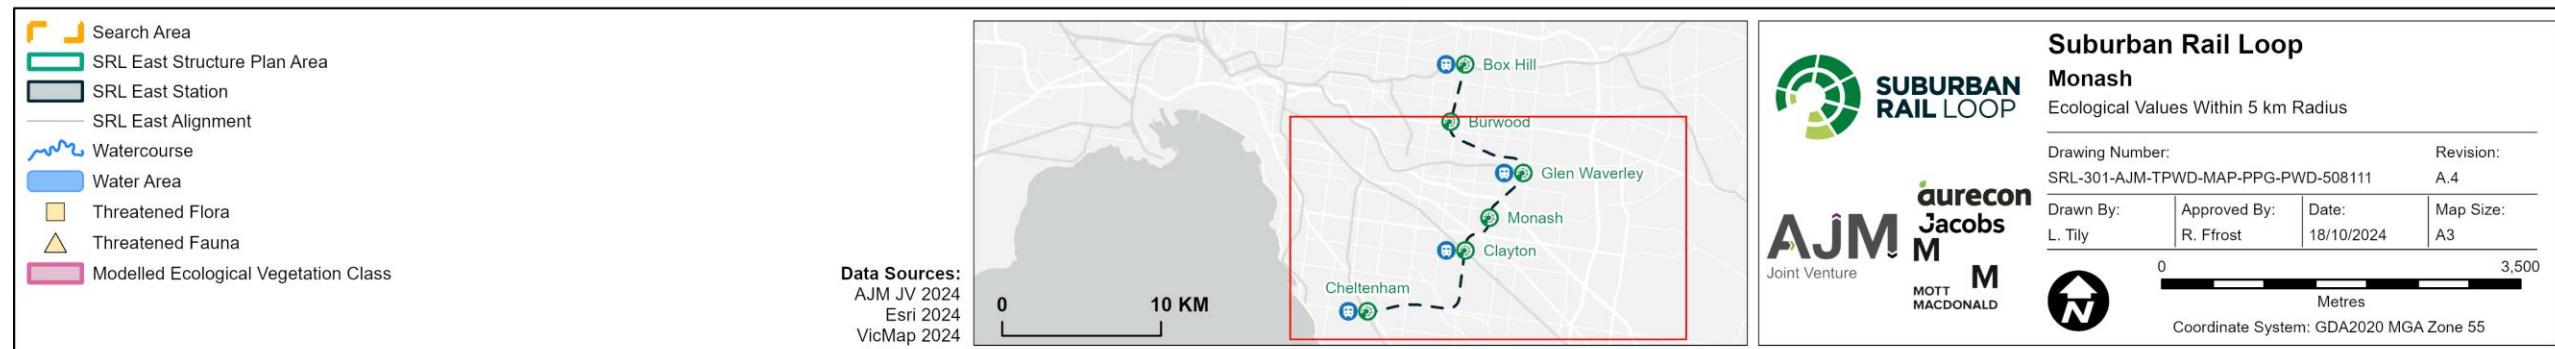 Search Area
SRL East Structure Plan Area
SRL East Station
SRL East Alignment
Watercourse
Water Area
Threatened Flora
Threatened Fauna
Modelled Ecological Vegetation Class
Data Sources:
AJM JV 2024
Esri 2024
VicMap 2024
Box Hill
Burwood
Glen Waverley
Monash
Clayton
Cheltenham
0 10 KM
SUBURBAN
RAIL LOOP
AJM
Joint Venture
aurecon
Jacobs
M
M
MOTT
MACDONALD
Suburban Rail Loop
Monash
Ecological Values Within 5 km Radius
Drawing Number: Revision:
SRL-301-AJM-TPWD-MAP-PPG-PWD-508111 A.4
Drawn By: Approved By: Date: Map Size:
L. Tily R. Ffrost 18/10/2024 A3
N
0 3,500
Metres
Coordinate System: GDA2020 MGA Zone 55